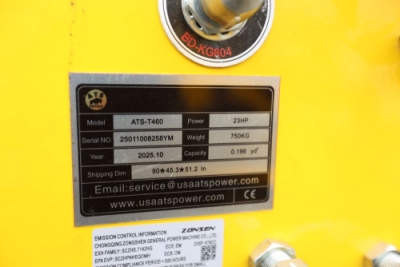 BD-KG804
ATS
Model ATS-T460 Power 23HP
Serial NO. 25011008258YM Weight 750KG
Year 2025.10 Capacity 0.196 yd³
Shipping Dim. 90★45.3★51.2 in
Email:service@usaatspower.com
www.usaatspower.com CE
ZONSEN
EMISSION CONTROL INFORMATION
CHONGQING ZONGSHEN GENERAL POWER MACHINE CO., LTD.